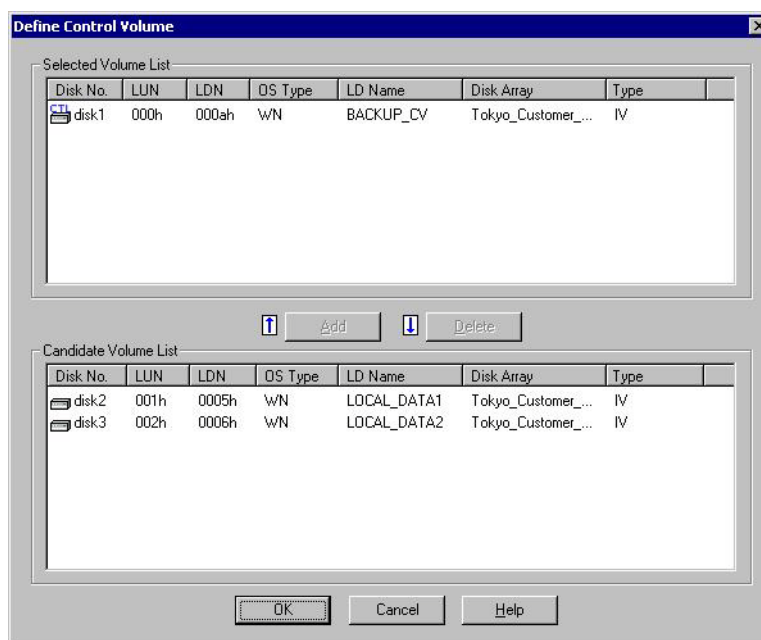 Define Control Volume
Selected Volume List
Disk No. LUN LDN OS Type LD Name Disk Array Type
CTL disk1 000h 000ah WN BACKUP_CV Tokyo_Customer_... IV
Add Delete
Candidate Volume List
Disk No. LUN LDN OS Type LD Name Disk Array Type
disk2 001h 0005h WN LOCAL_DATA1 Tokyo_Customer_... IV
disk3 002h 0006h WN LOCAL_DATA2 Tokyo_Customer_... IV
OK Cancel Help